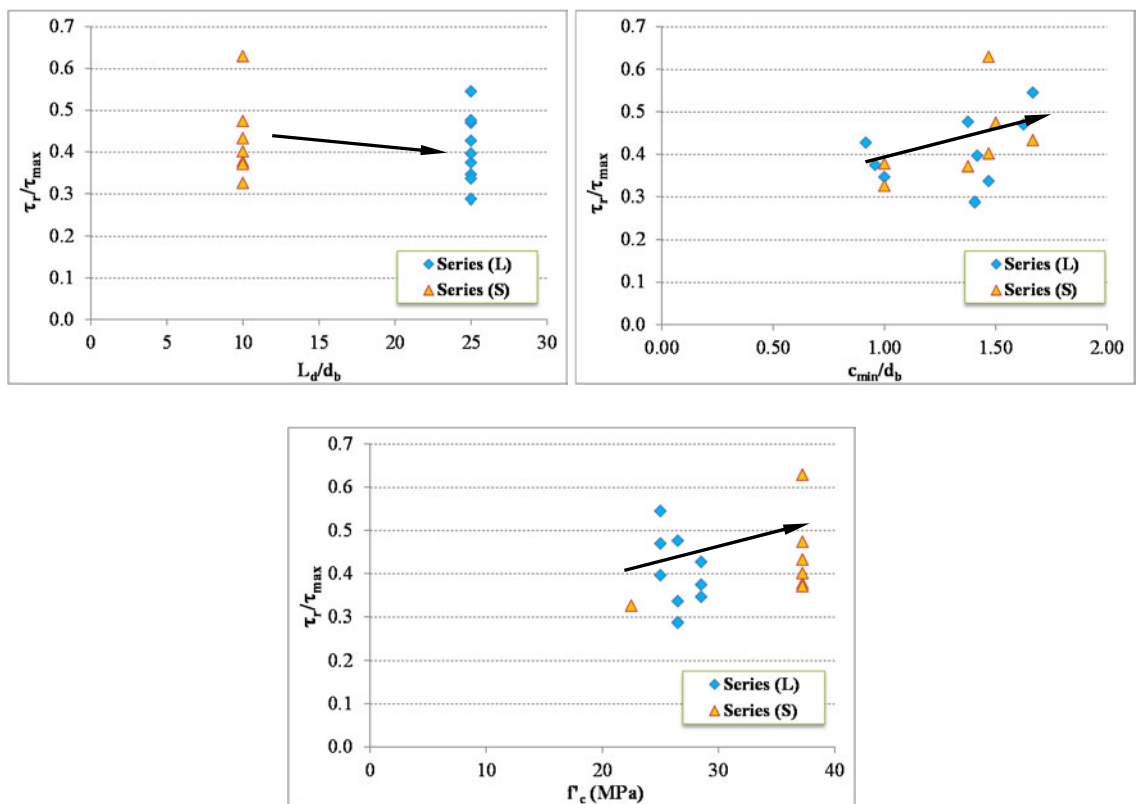 0.7
0.6
0.5
0.4
0.3
0.2
0.1
0.0
τr/τmax
Series (L)
Series (S)
0 5 10 15 20 25 30
Ld/db
0.7
0.6
0.5
0.4
0.3
0.2
0.1
0.0
τr/τmax
Series (L)
Series (S)
0.00 0.50 1.00 1.50 2.00
cmin/db
0.7
0.6
0.5
0.4
0.3
0.2
0.1
0.0
τr/τmax
Series (L)
Series (S)
0 10 20 30 40
f'c (MPa)